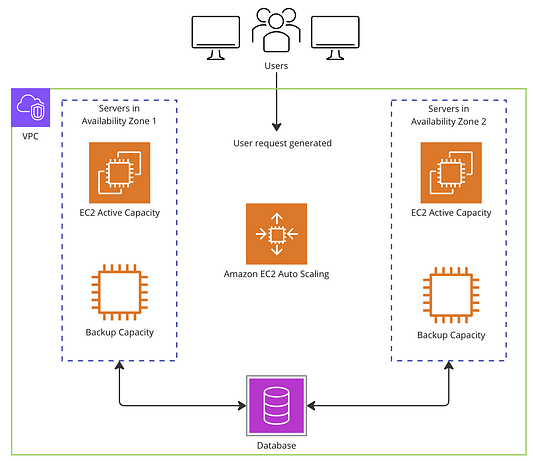 Users
VPC
Servers in
Availability Zone 1
Servers in
Availability Zone 2
User request generated
EC2 Active Capacity
EC2 Active Capacity
Amazon EC2 Auto Scaling
Backup Capacity
Backup Capacity
Database